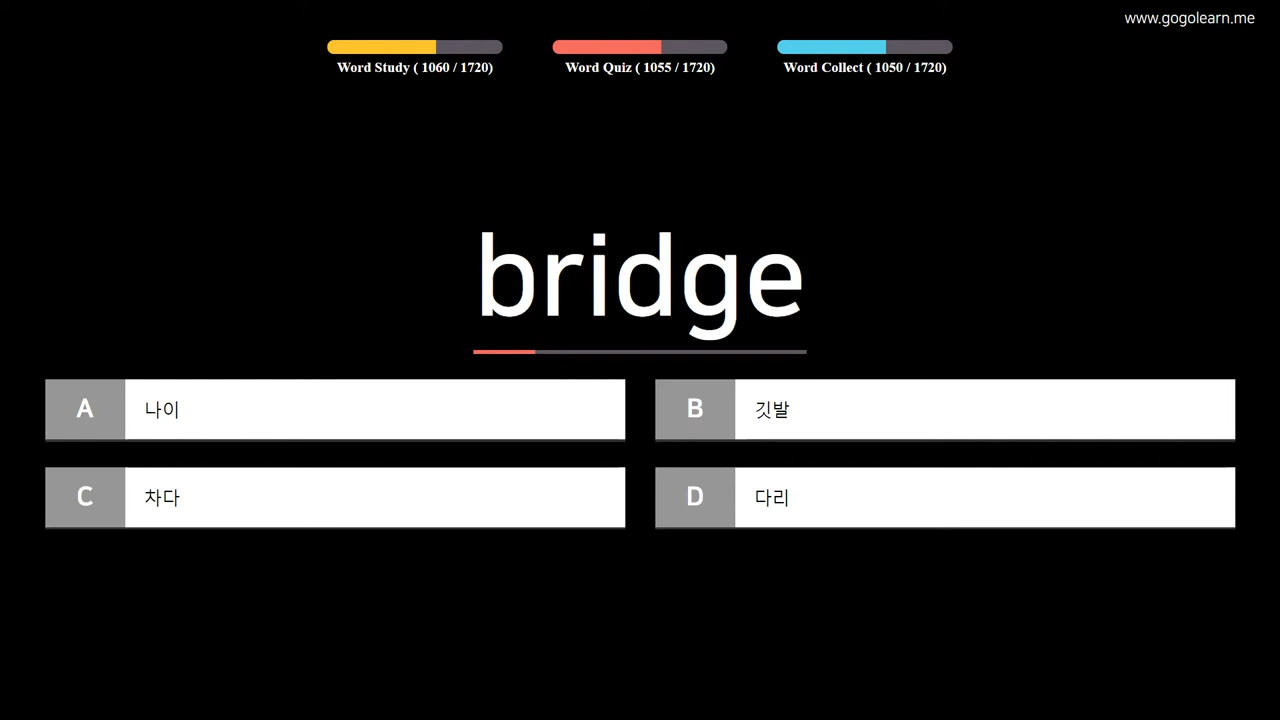 www.gogolearn.me
Word Study ( 1060 / 1720)
Word Quiz ( 1055 / 1720)
Word Collect ( 1050 / 1720)
bridge
A 나이
B 깃발
C 차다
D 다리